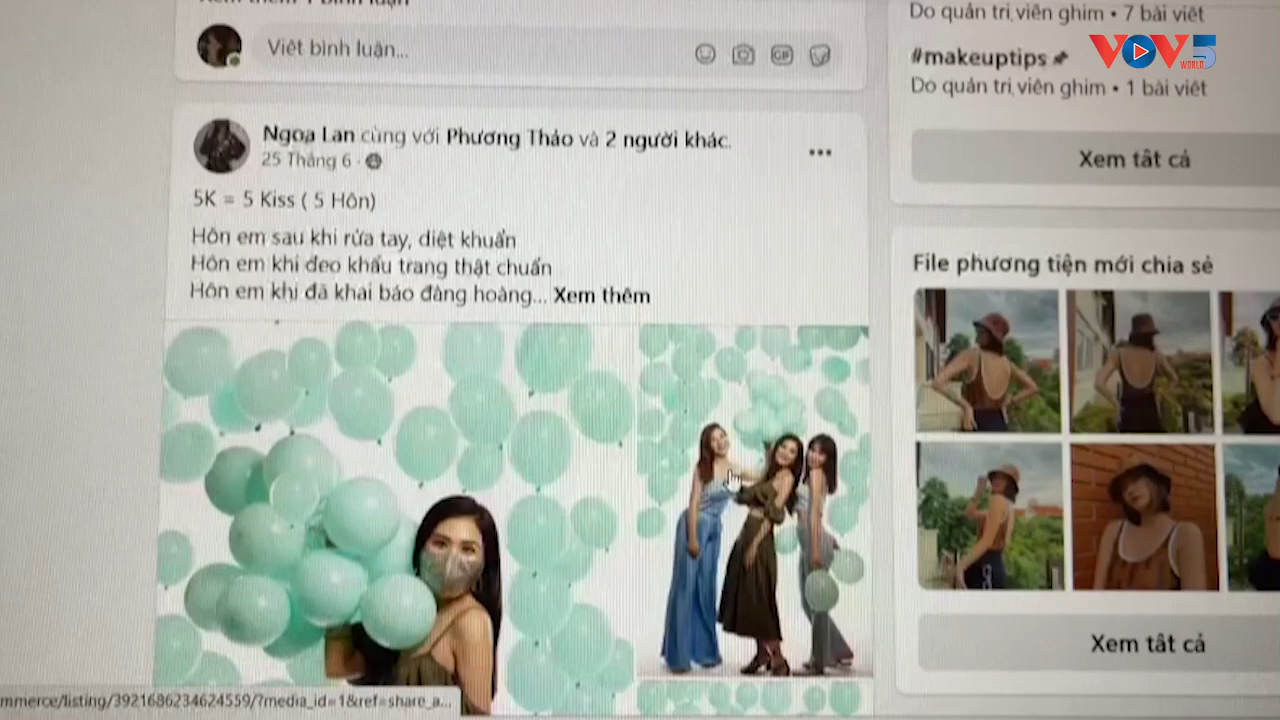 Viết bình luận...
GIF
Ngoa Lan cùng với Phương Thảo và 2 người khác.
25 Tháng 6 ·
5K = 5 Kiss ( 5 Hôn)
Hôn em sau khi rửa tay, diệt khuẩn
Hôn em khi đeo khẩu trang thật chuẩn
Hôn em khi đã khai báo đàng hoàng... Xem thêm
mmerce/listing/3921686234624559/?media_id=1&ref=share_a...
Do quản trị viên ghim • 7 bài viết
#makeuptips
Do quản trị viên ghim • 1 bài viết
Xem tất cả
File phương tiện mới chia sẻ
Xem tất cả
VOV5
WORLD